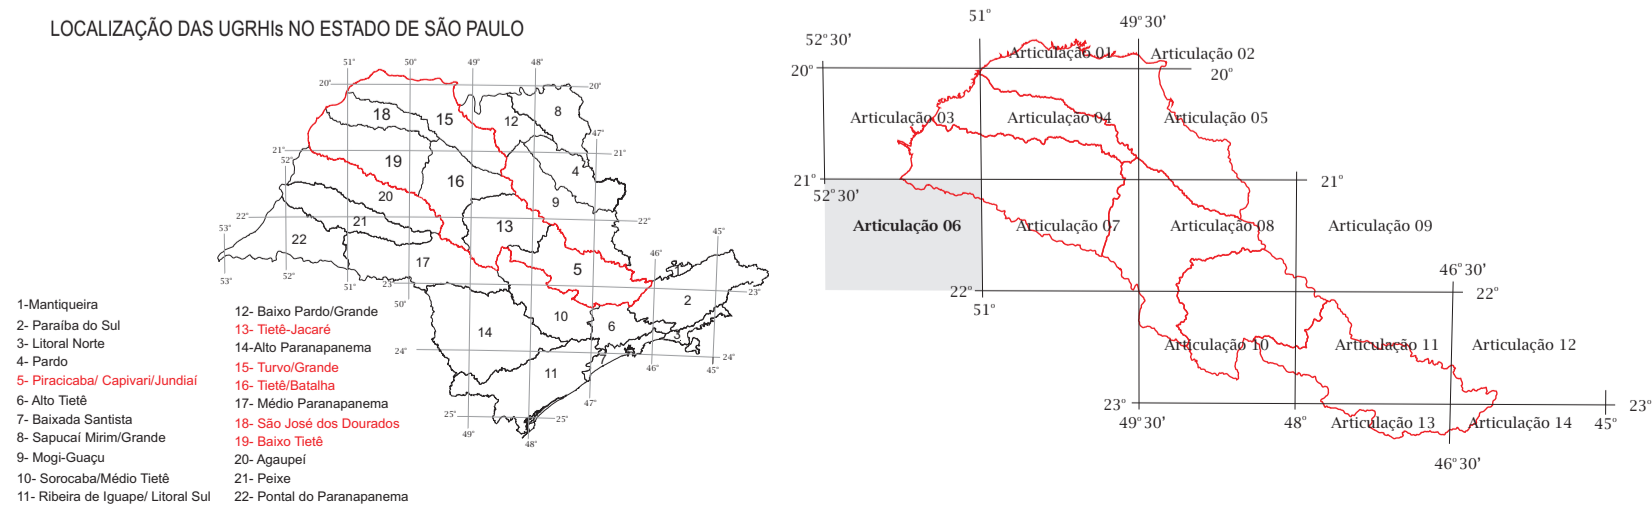 LOCALIZAÇÃO DAS UGRHIs NO ESTADO DE SÃO PAULO
51°
50°
49°
48°
20°
20°
18
15
12
8
47°
21°
52°
21°
19
16
4
20
9
22°
21
13
22°
53°
22
17
5
46°
45°
1
53°
52°
51°
23°
50°
2
23°
10
6
14
3
24°
7
46°
45°
24°
11
47°
25°
25°
49°
48°
1-Mantiqueira
2- Paraíba do Sul
3- Litoral Norte
4- Pardo
5- Piracicaba/ Capivari/Jundiaí
6- Alto Tietê
7- Baixada Santista
8- Sapucaí Mirim/Grande
9- Mogi-Guaçu
10- Sorocaba/Médio Tietê
11- Ribeira de Iguape/ Litoral Sul
12- Baixo Pardo/Grande
13- Tietê-Jacaré
14-Alto Paranapanema
15- Turvo/Grande
16- Tietê/Batalha
17- Médio Paranapanema
18- São José dos Dourados
19- Baixo Tietê
20- Agaupeí
21- Peixe
22- Pontal do Paranapanema
51°
49°30'
52°30'
Articulação 01
Articulação 02
20°
20°
Articulação 03
Articulação 04
Articulação 05
21°
21°
52°30'
Articulação 06
Articulação 07
Articulação 08
Articulação 09
46°30'
22°
22°
51°
Articulação 10
Articulação 11
Articulação 12
23°
23°
49°30'
48°
Articulação 13
Articulação 14
45°
46°30'